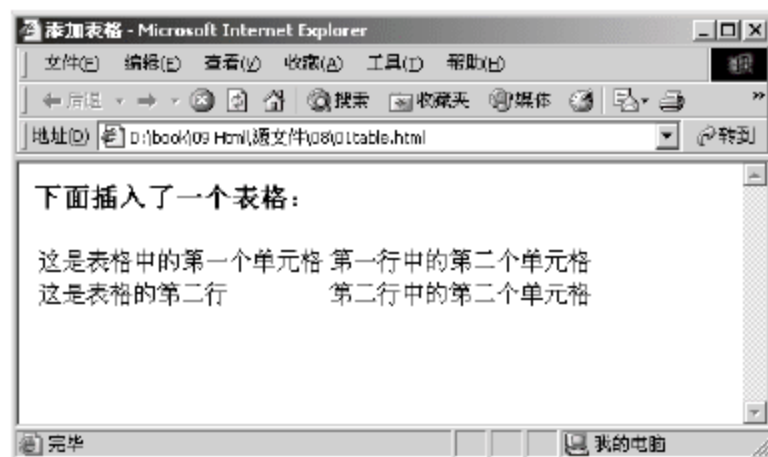 添加表格 - Microsoft Internet Explorer
文件(F) 编辑(E) 查看(V) 收藏(A) 工具(T) 帮助(H)
后退 搜索 收藏夹 媒体 »
地址(D) D:\book\09 Html\源文件\08\01table.html 转到
下面插入了一个表格：
这是表格中的第一个单元格 第一行中的第二个单元格
这是表格的第二行 第二行中的第二个单元格
完毕 我的电脑